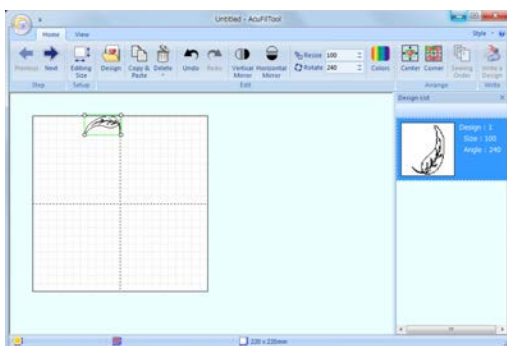 Untitled - AcuFilTool
Home View Style
Previous Next Editing Size Design Copy & Paste Delete Undo Redo Vertical Mirror Horizontal Mirror Resize 100 Rotate 240 Colors Center Corner Sewing Order Write a Design
Step Setup Edit Arrange Write
Design List
Design : 1
Size : 100
Angle : 240
220 x 220mm